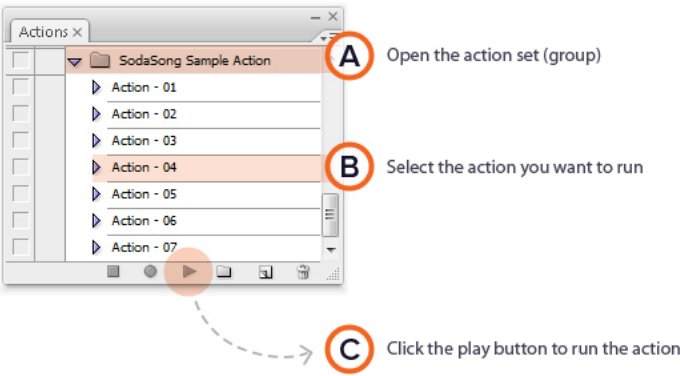 Actions ×
SodaSong Sample Action
A Open the action set (group)
Action - 01
Action - 02
Action - 03
Action - 04
B Select the action you want to run
Action - 05
Action - 06
Action - 07
C Click the play button to run the action